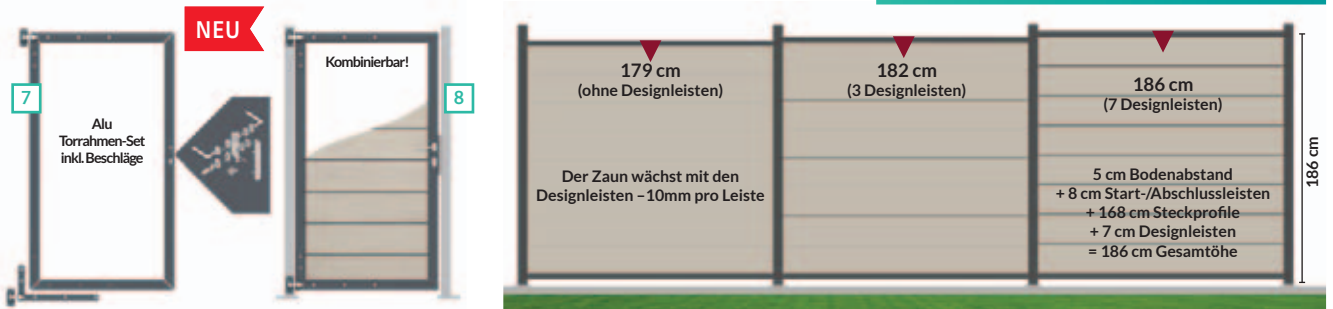 NEU
7
Alu
Torrahmen-Set
inkl. Beschläge
Kombinierbar!
8
179 cm
(ohne Designleisten)
Der Zaun wächst mit den
Designleisten –10mm pro Leiste
182 cm
(3 Designleisten)
186 cm
(7 Designleisten)
5 cm Bodenabstand
+ 8 cm Start-/Abschlussleisten
+ 168 cm Steckprofile
+ 7 cm Designleisten
= 186 cm Gesamtöhe
186 cm